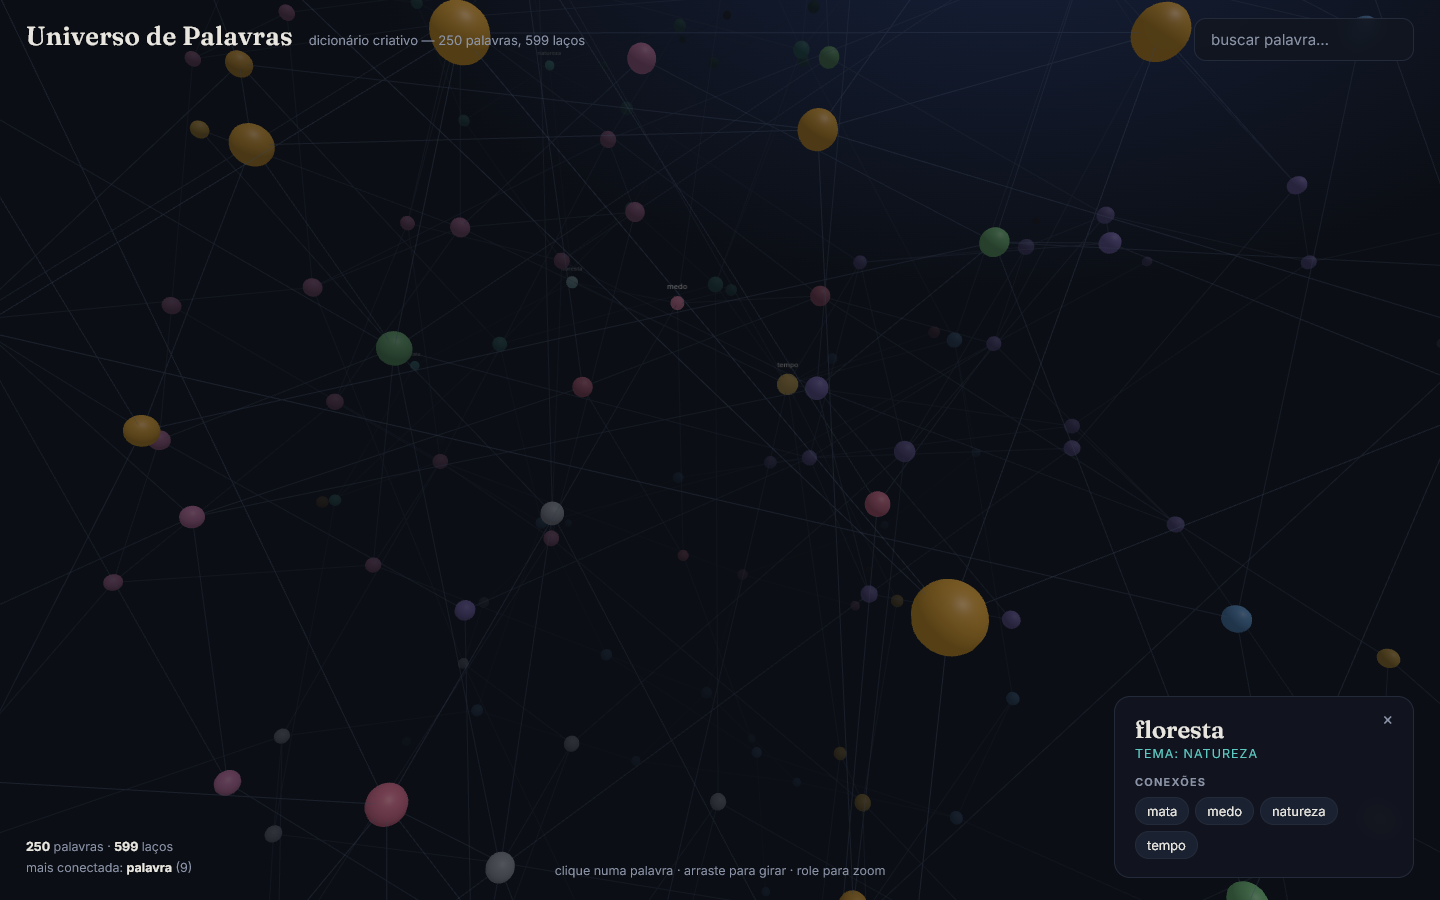 Universo de Palavras
dicionário criativo — 250 palavras, 599 laços
buscar palavra...
medo
tempo
floresta
×
TEMA: NATUREZA
CONEXÕES
mata medo natureza
tempo
250 palavras · 599 laços
mais conectada: palavra (9)
clique numa palavra · arraste para girar · role para zoom